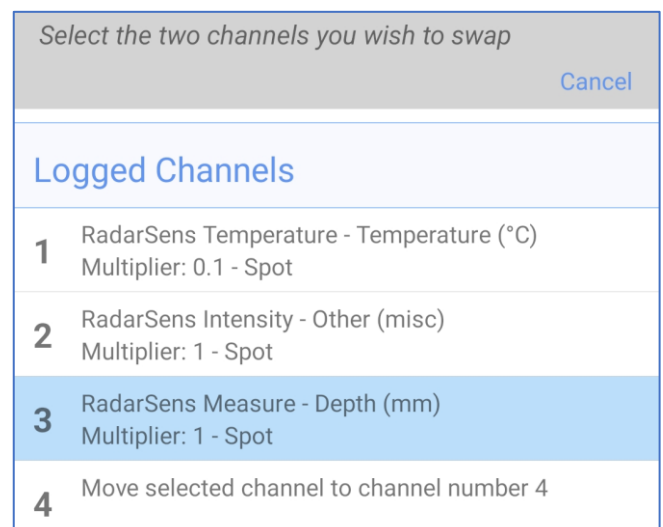 Select the two channels you wish to swap
Cancel
Logged Channels
1
RadarSens Temperature - Temperature (°C)
Multiplier: 0.1 - Spot
2
RadarSens Intensity - Other (misc)
Multiplier: 1 - Spot
3
RadarSens Measure - Depth (mm)
Multiplier: 1 - Spot
4
Move selected channel to channel number 4